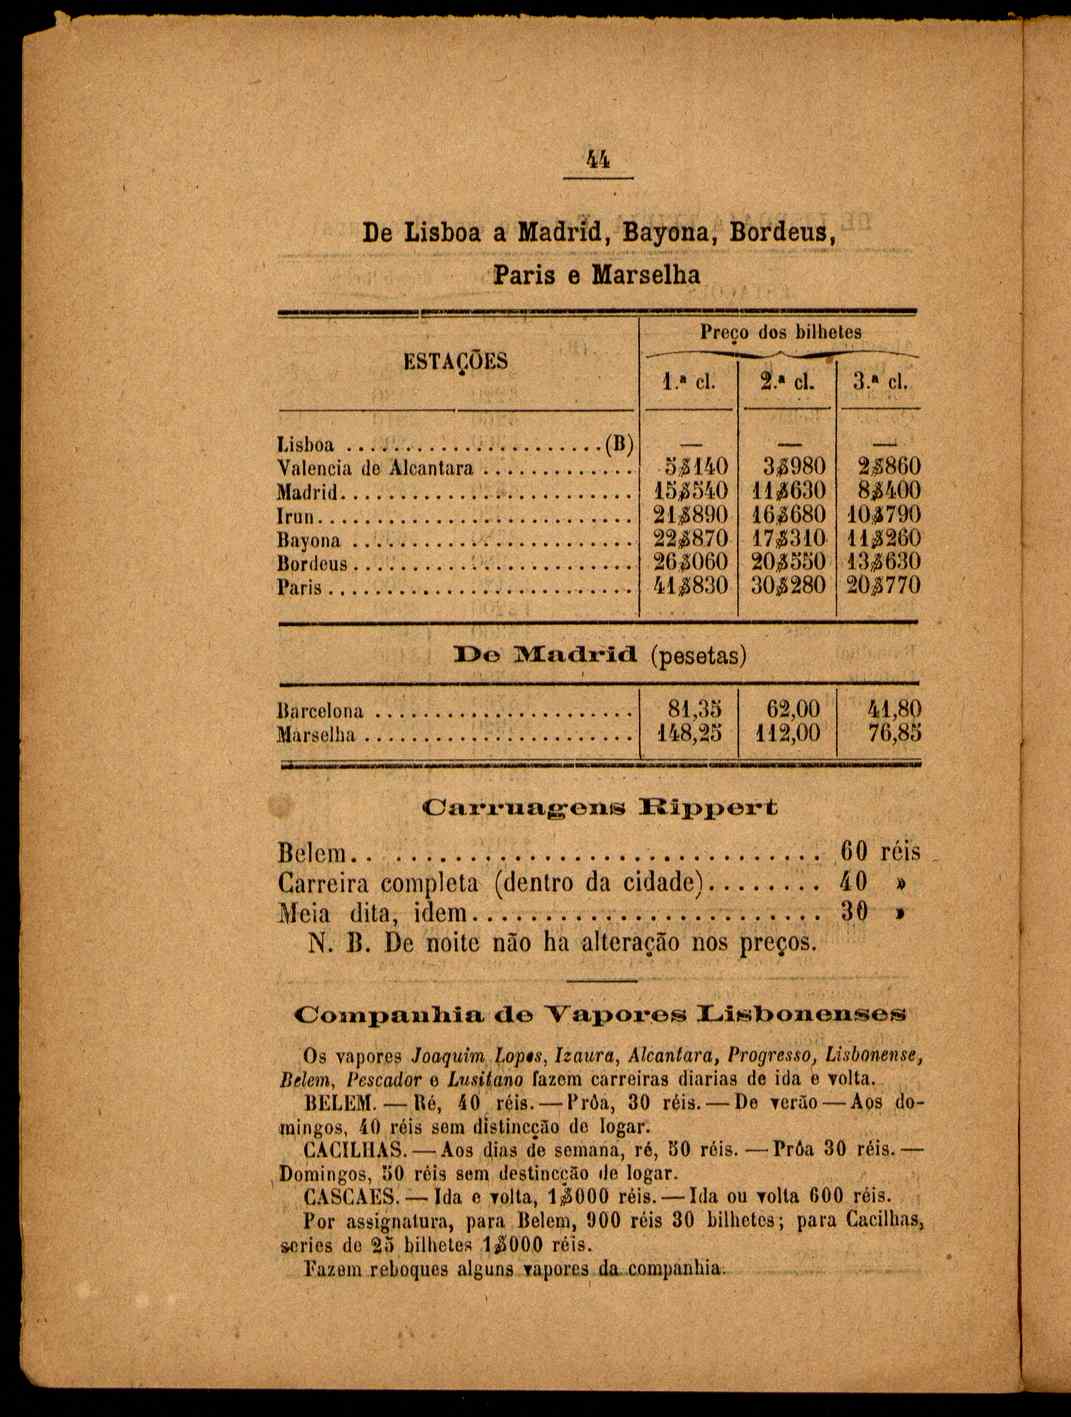 44
De Lisboa a Madrid, Bayona, Bordeus,
Paris e Marselha
ESTAÇÕES
Preço dos bilhetes
1.ª cl. 2.ª cl. 3.ª cl.
Lisboa ......................(B) — — —
Valencia de Alcantara ............. 5$140 3$980 2$860
Madrid......................... 15$540 11$630 8$400
Irun........................... 21$890 16$680 10$790
Bayona ........................ 22$870 17$310 11$260
Bordeus........................ 26$060 20$550 13$630
Paris.......................... 41$830 30$280 20$770
De Madrid (pesetas)
Barcelona ...................... 81,35 62,00 41,80
Marselha ....................... 148,25 112,00 76,85
Carruagens Rippert
Belem.. ............................. 60 réis
Carreira completa (dentro da cidade)........ 40 »
Meia dita, idem........................ 30 »
N. B. De noite não ha alteração nos preços.
Companhia de Vapores Lisbonenses
Os vapores Joaquim Lopes, Izaura, Alcantara, Progresso, Lisbonense,
Belem, Pescador e Lusitano fazem carreiras diarias de ida e volta.
BELEM. — Ré, 40 réis. — Prôa, 30 réis. — De verão — Aos do-
mingos, 40 réis sem distincção de logar.
CACILHAS. — Aos dias de semana, ré, 50 réis. — Prôa 30 réis. —
Domingos, 50 réis sem destincção de logar.
CASCAES. — Ida e volta, 1$000 réis. — Ida ou volta 600 réis.
Por assignatura, para Belem, 900 réis 30 bilhetes; para Cacilhas,
series de 25 bilhetes 1$000 réis.
Fazem reboques alguns vapores da companhia.